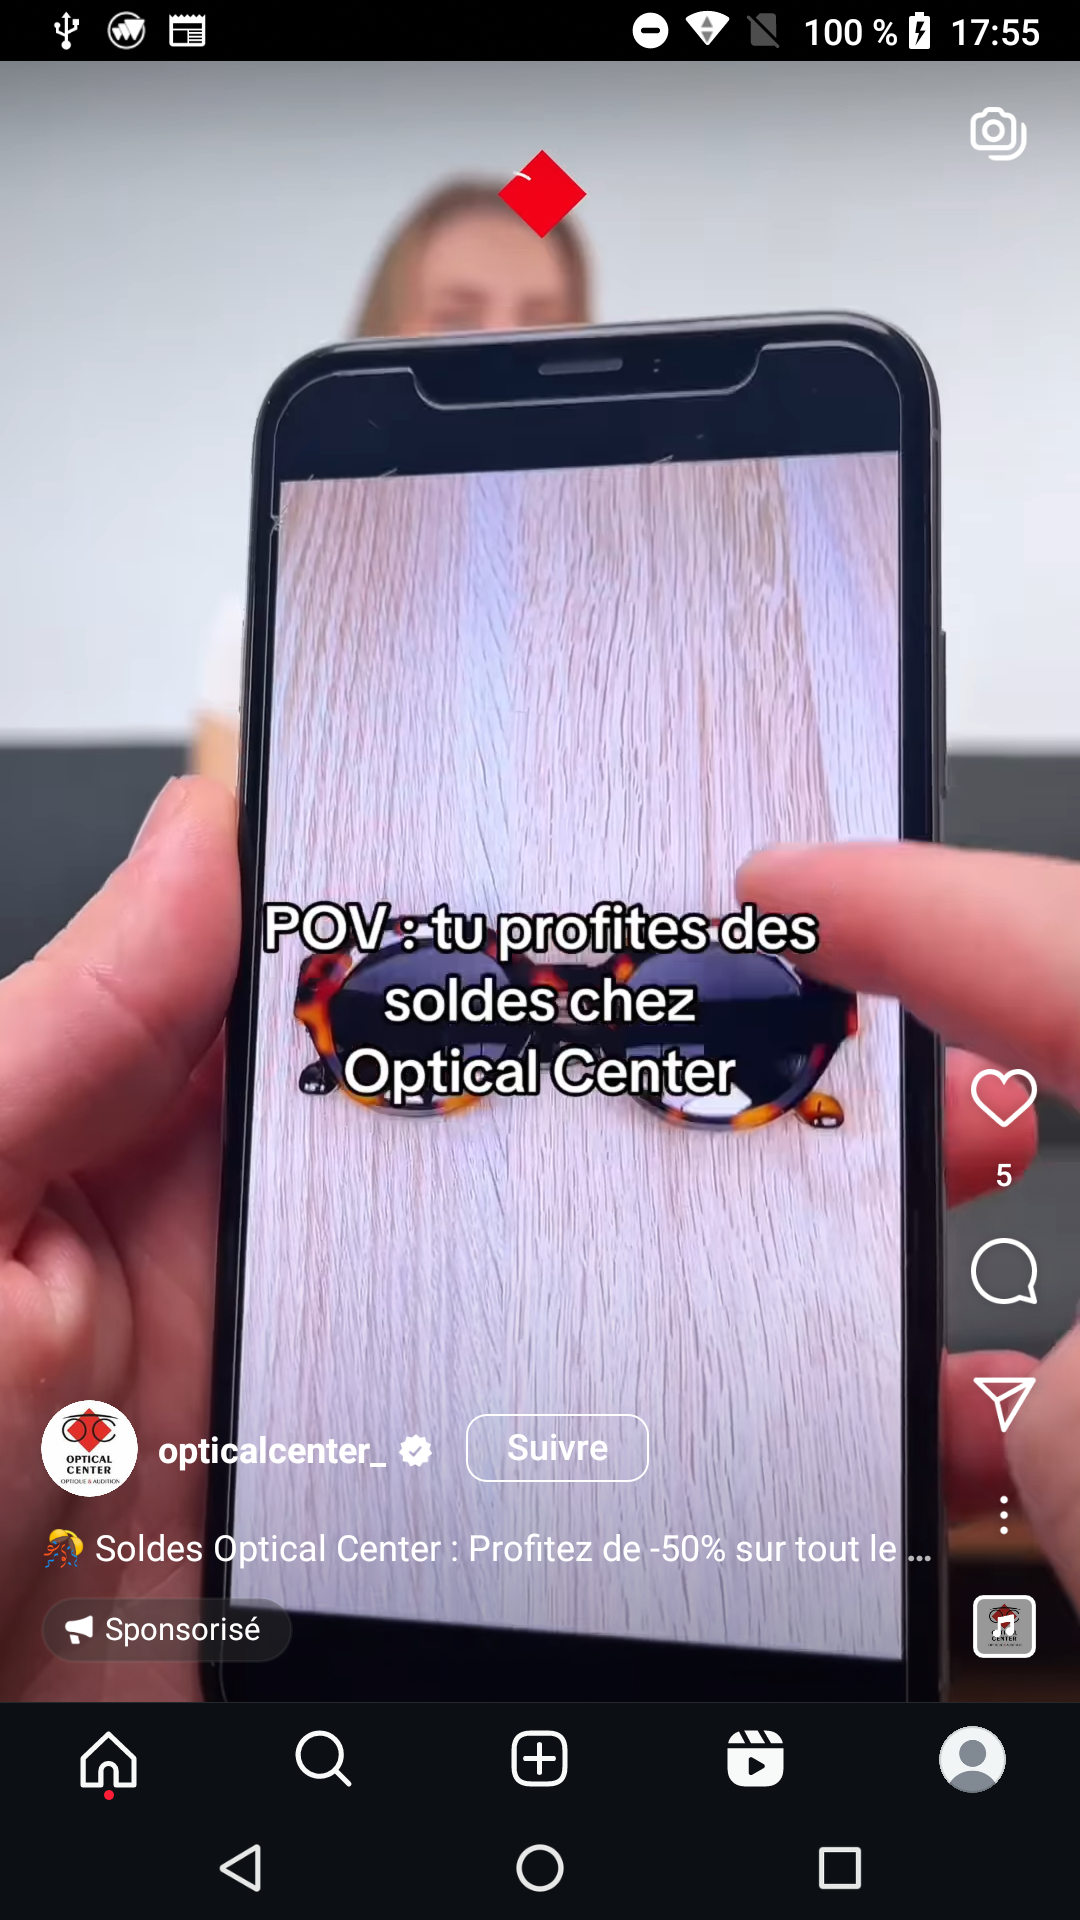 100 % 17:55
POV : tu profites des
soldes chez
Optical Center
5
OPTICAL
CENTER
OPTIQUE & AUDITION
opticalcenter_
Suivre
Soldes Optical Center : Profitez de -50% sur tout le ...
Sponsorisé
CENTER